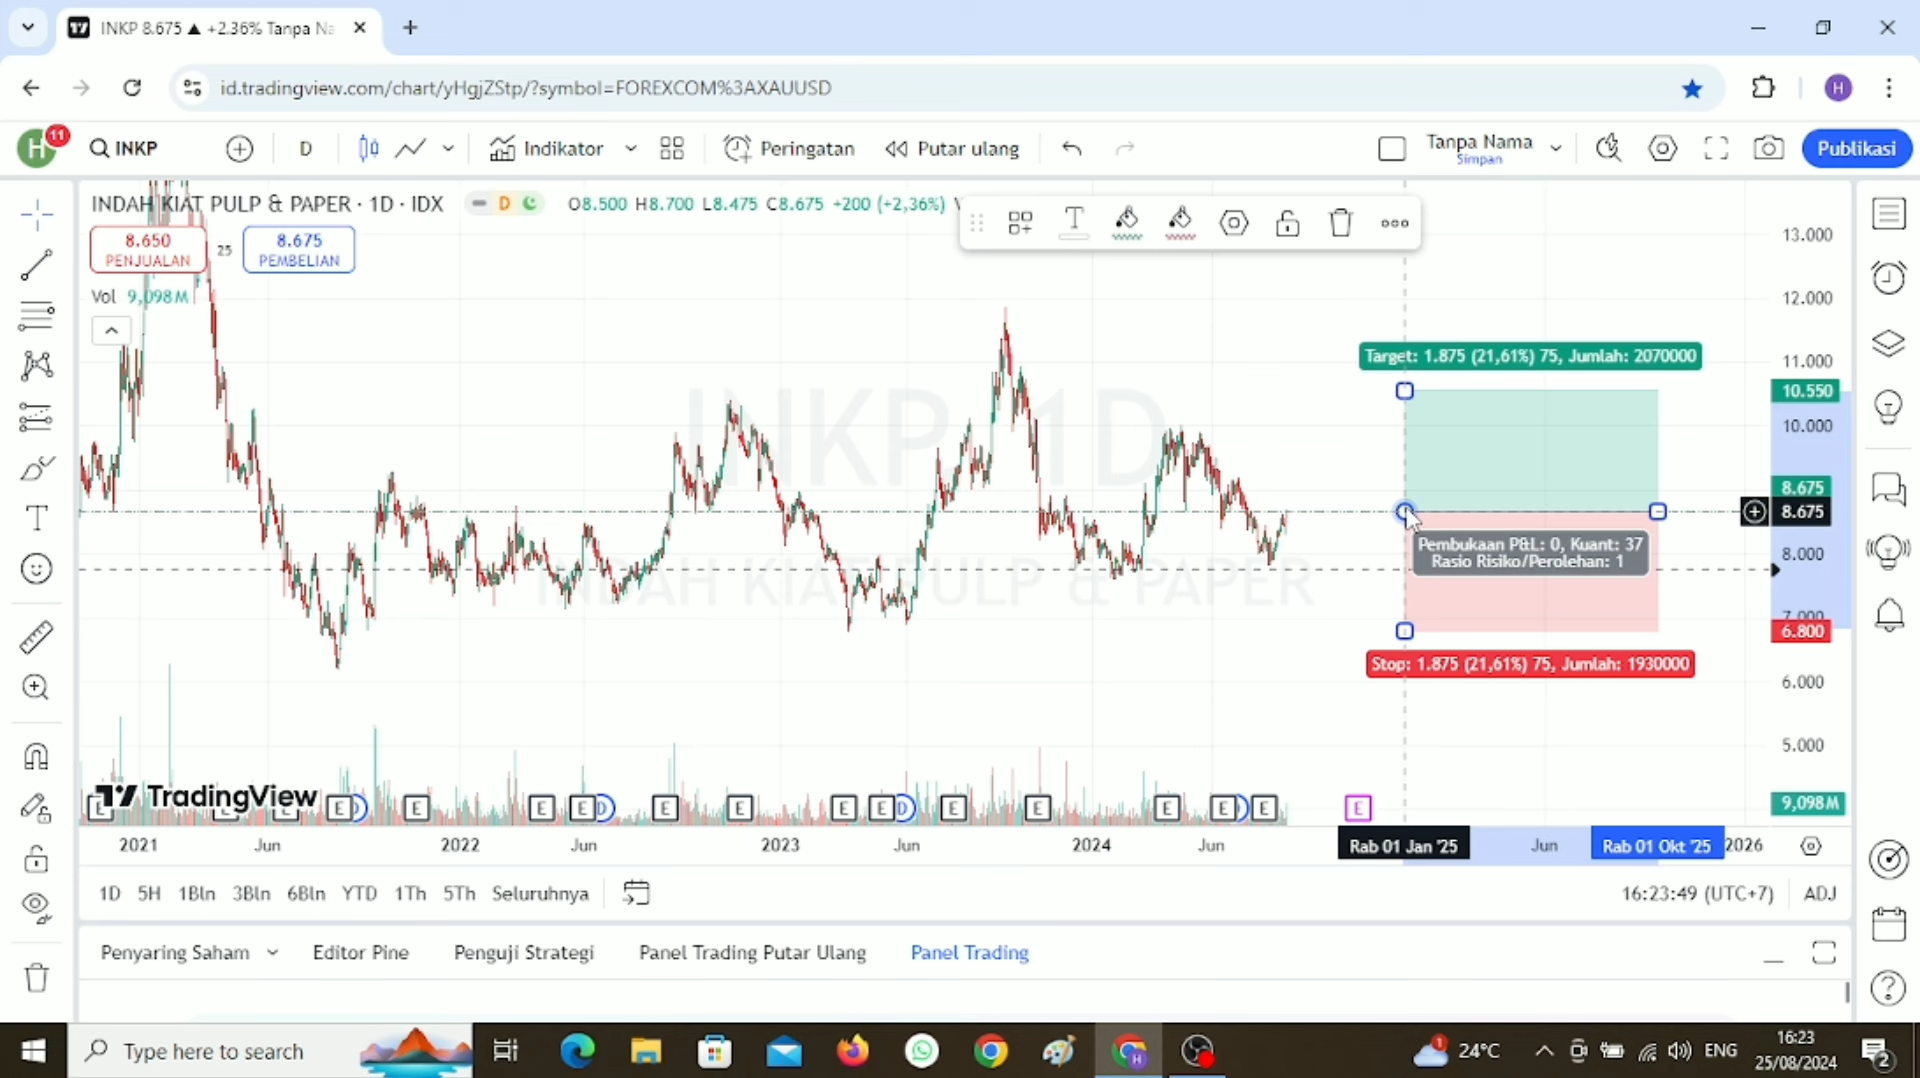 INKP 8.675 ▲ +2.36% Tanpa Na
id.tradingview.com/chart/yHgjZStp/?symbol=FOREXCOM%3AXAUUSD
H
H
11
INKP
D
Indikator
Peringatan
Putar ulang
Tanpa Nama
Simpan
Publikasi
INDAH KIAT PULP & PAPER · 1D · IDX
D
O8.500 H8.700 L8.475 C8.675 +200 (+2,36%)
8.650
PENJUALAN
25
8.675
PEMBELIAN
Vol 9,098M
INKP 1D
INDAH KIAT PULP & PAPER
Target: 1.875 (21,61%) 75, Jumlah: 2070000
Pembukaan P&L: 0, Kuant: 37
Rasio Risiko/Perolehan: 1
Stop: 1.875 (21,61%) 75, Jumlah: 1930000
13.000
12.000
11.000
10.550
10.000
8.675
8.675
8.000
7.000
6.800
6.000
5.000
9,098M
TradingView
E E E E D E E E D E E E E D E E E E D E E
2021 Jun 2022 Jun 2023 Jun 2024 Jun Rab 01 Jan '25 Jun Rab 01 Okt '25 2026
1D 5H 1Bln 3Bln 6Bln YTD 1Th 5Th Seluruhnya
16:23:49 (UTC+7) ADJ
Penyaring Saham Editor Pine Penguji Strategi Panel Trading Putar Ulang Panel Trading
Type here to search
24°C
ENG
16:23
25/08/2024
2